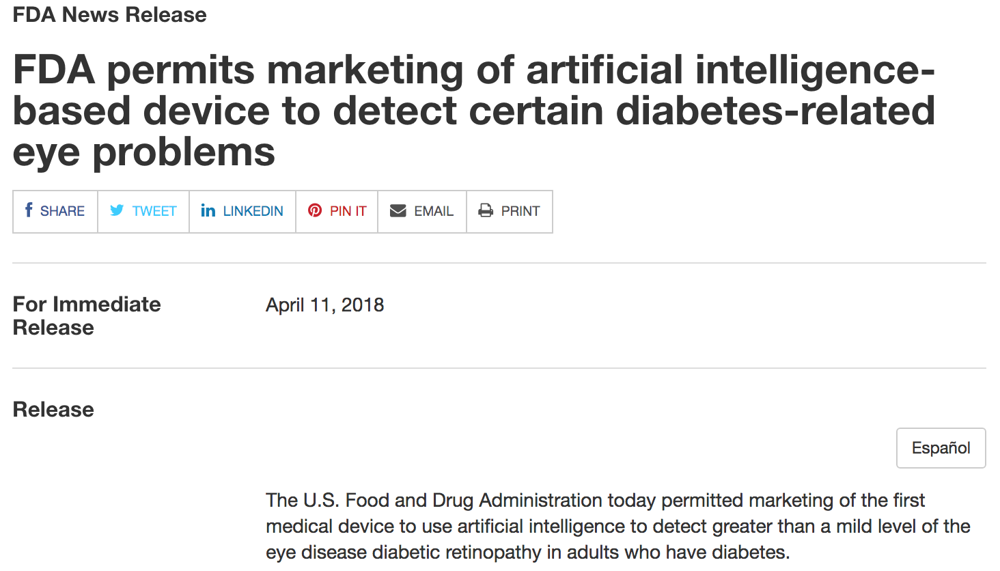 FDA News Release
FDA permits marketing of artificial intelligence-
based device to detect certain diabetes-related
eye problems
SHARE TWEET LINKEDIN PIN IT EMAIL PRINT
For Immediate April 11, 2018
Release
Release
Español
The U.S. Food and Drug Administration today permitted marketing of the first
medical device to use artificial intelligence to detect greater than a mild level of the
eye disease diabetic retinopathy in adults who have diabetes.